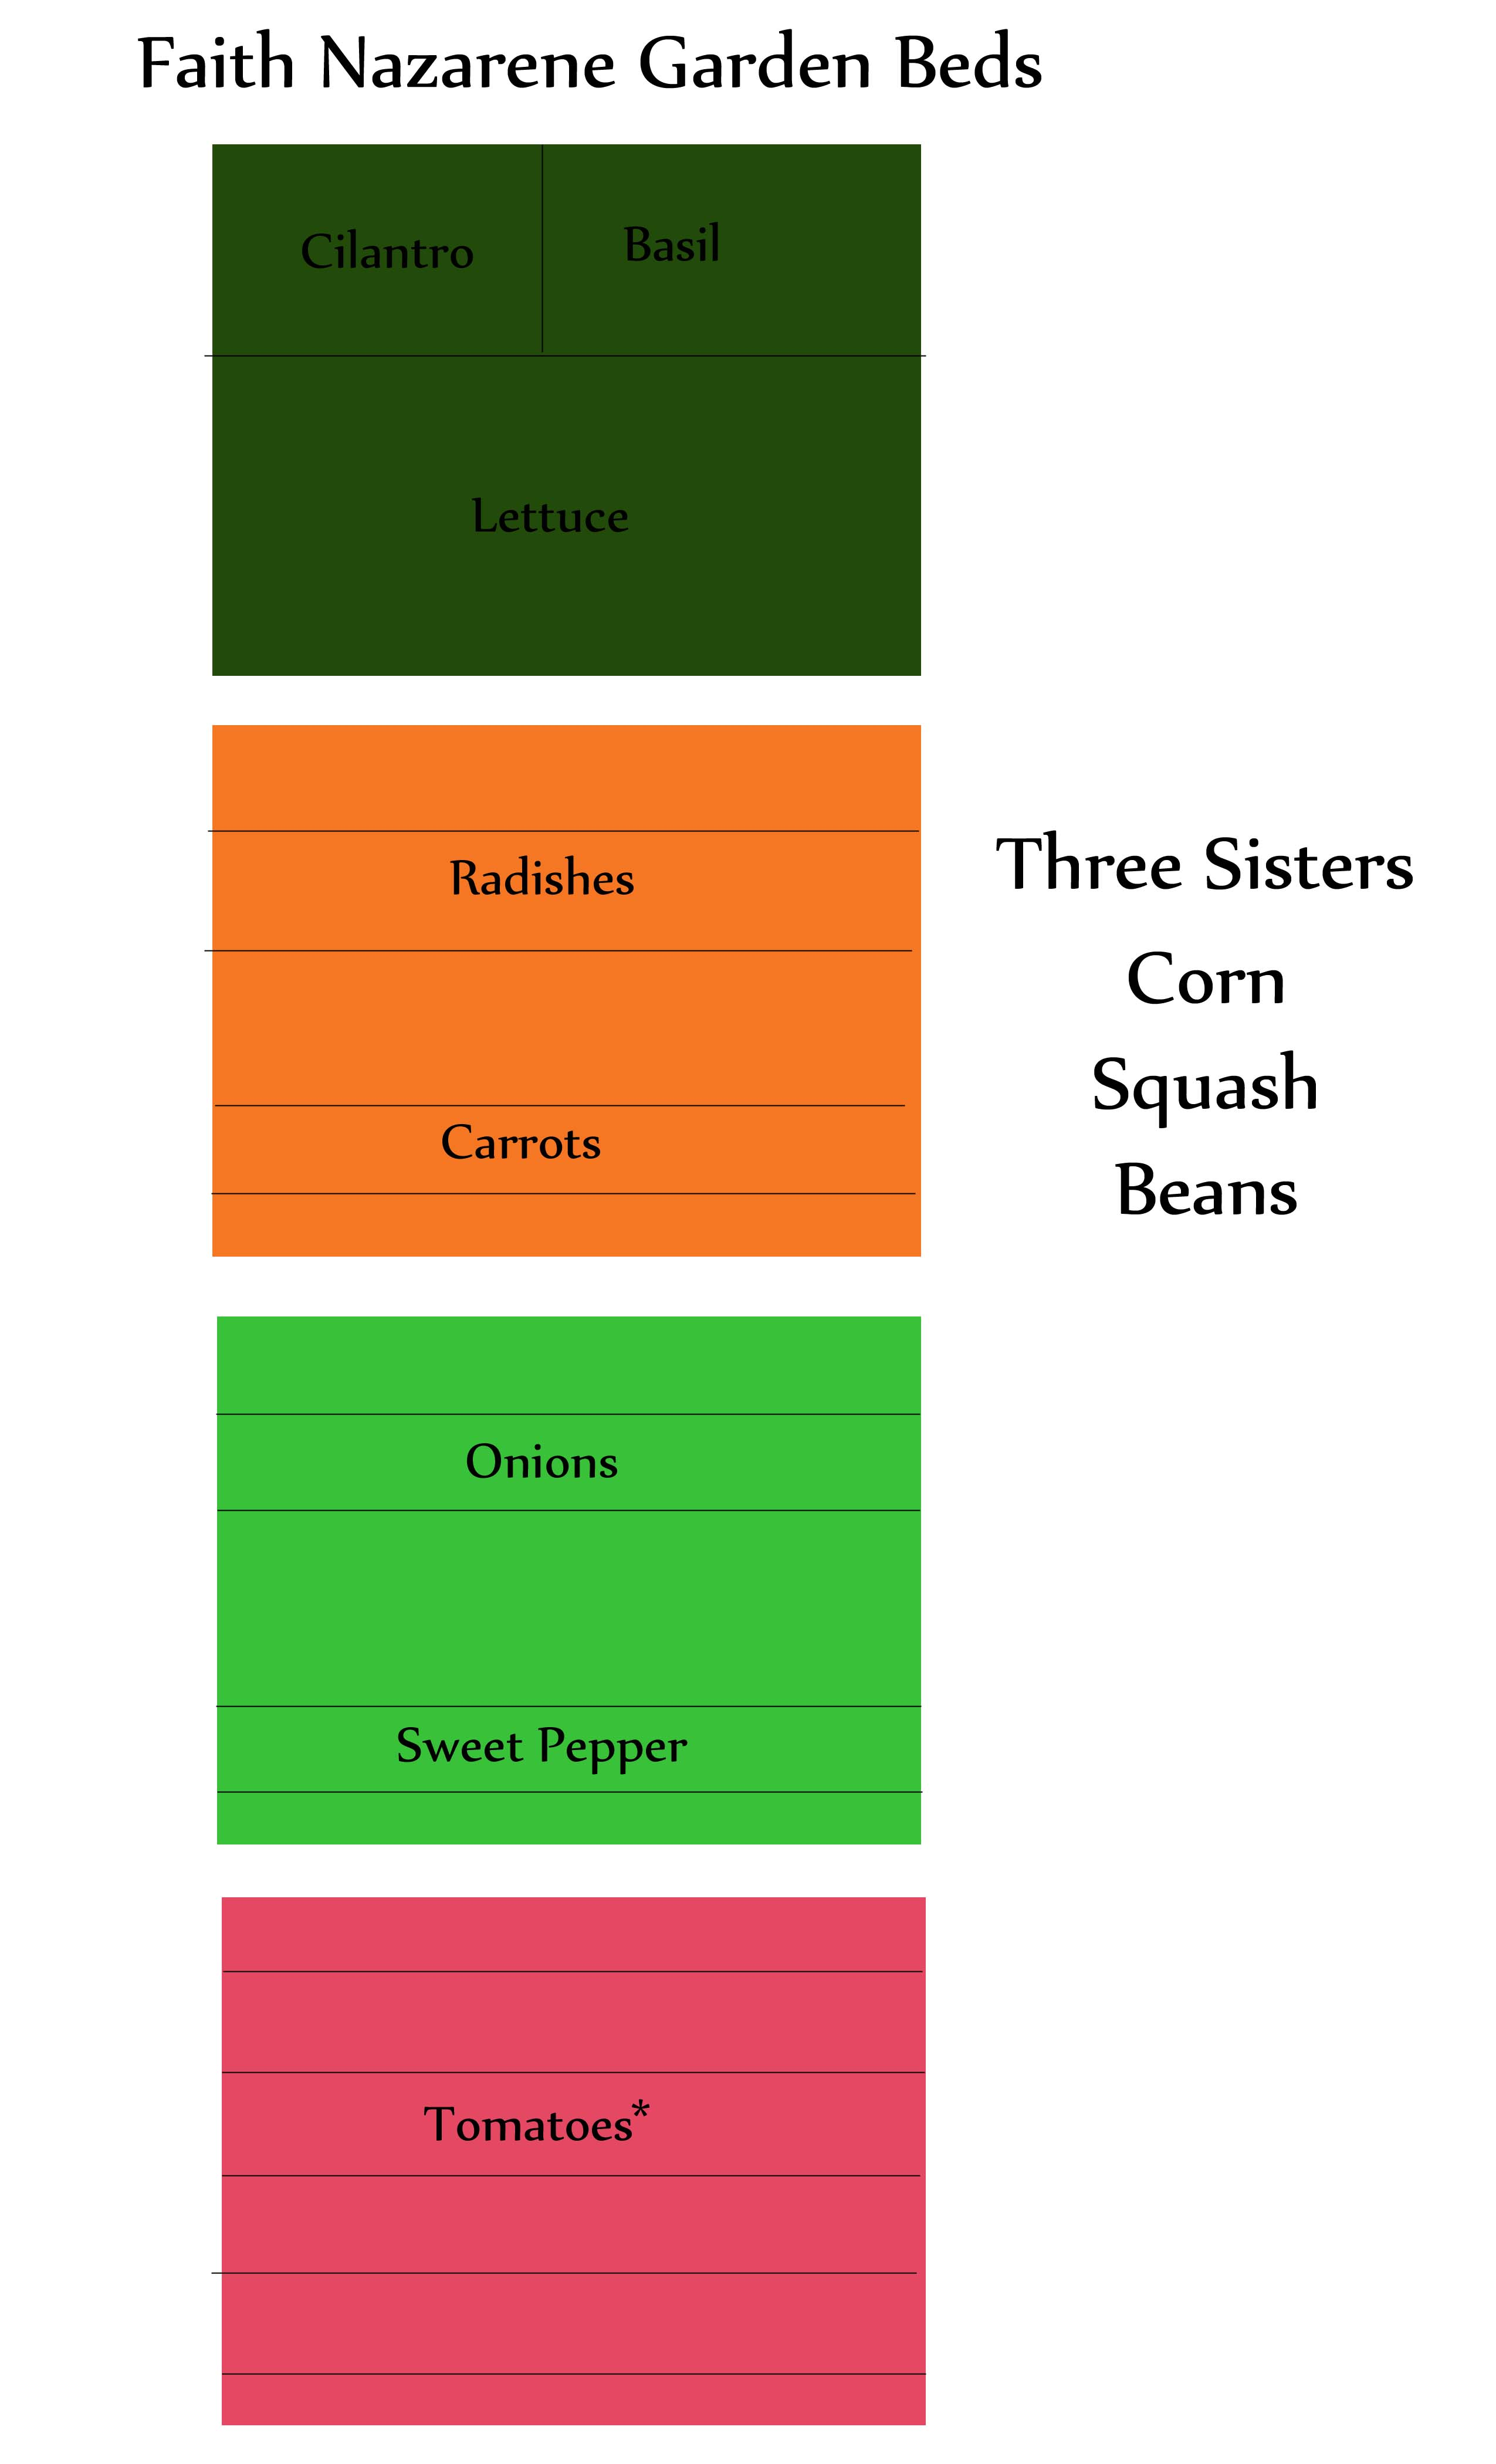 Faith Nazarene Garden Beds
Cilantro
Basil
Lettuce
Radishes
Carrots
Three Sisters
Corn
Squash
Beans
Onions
Sweet Pepper
Tomatoes*